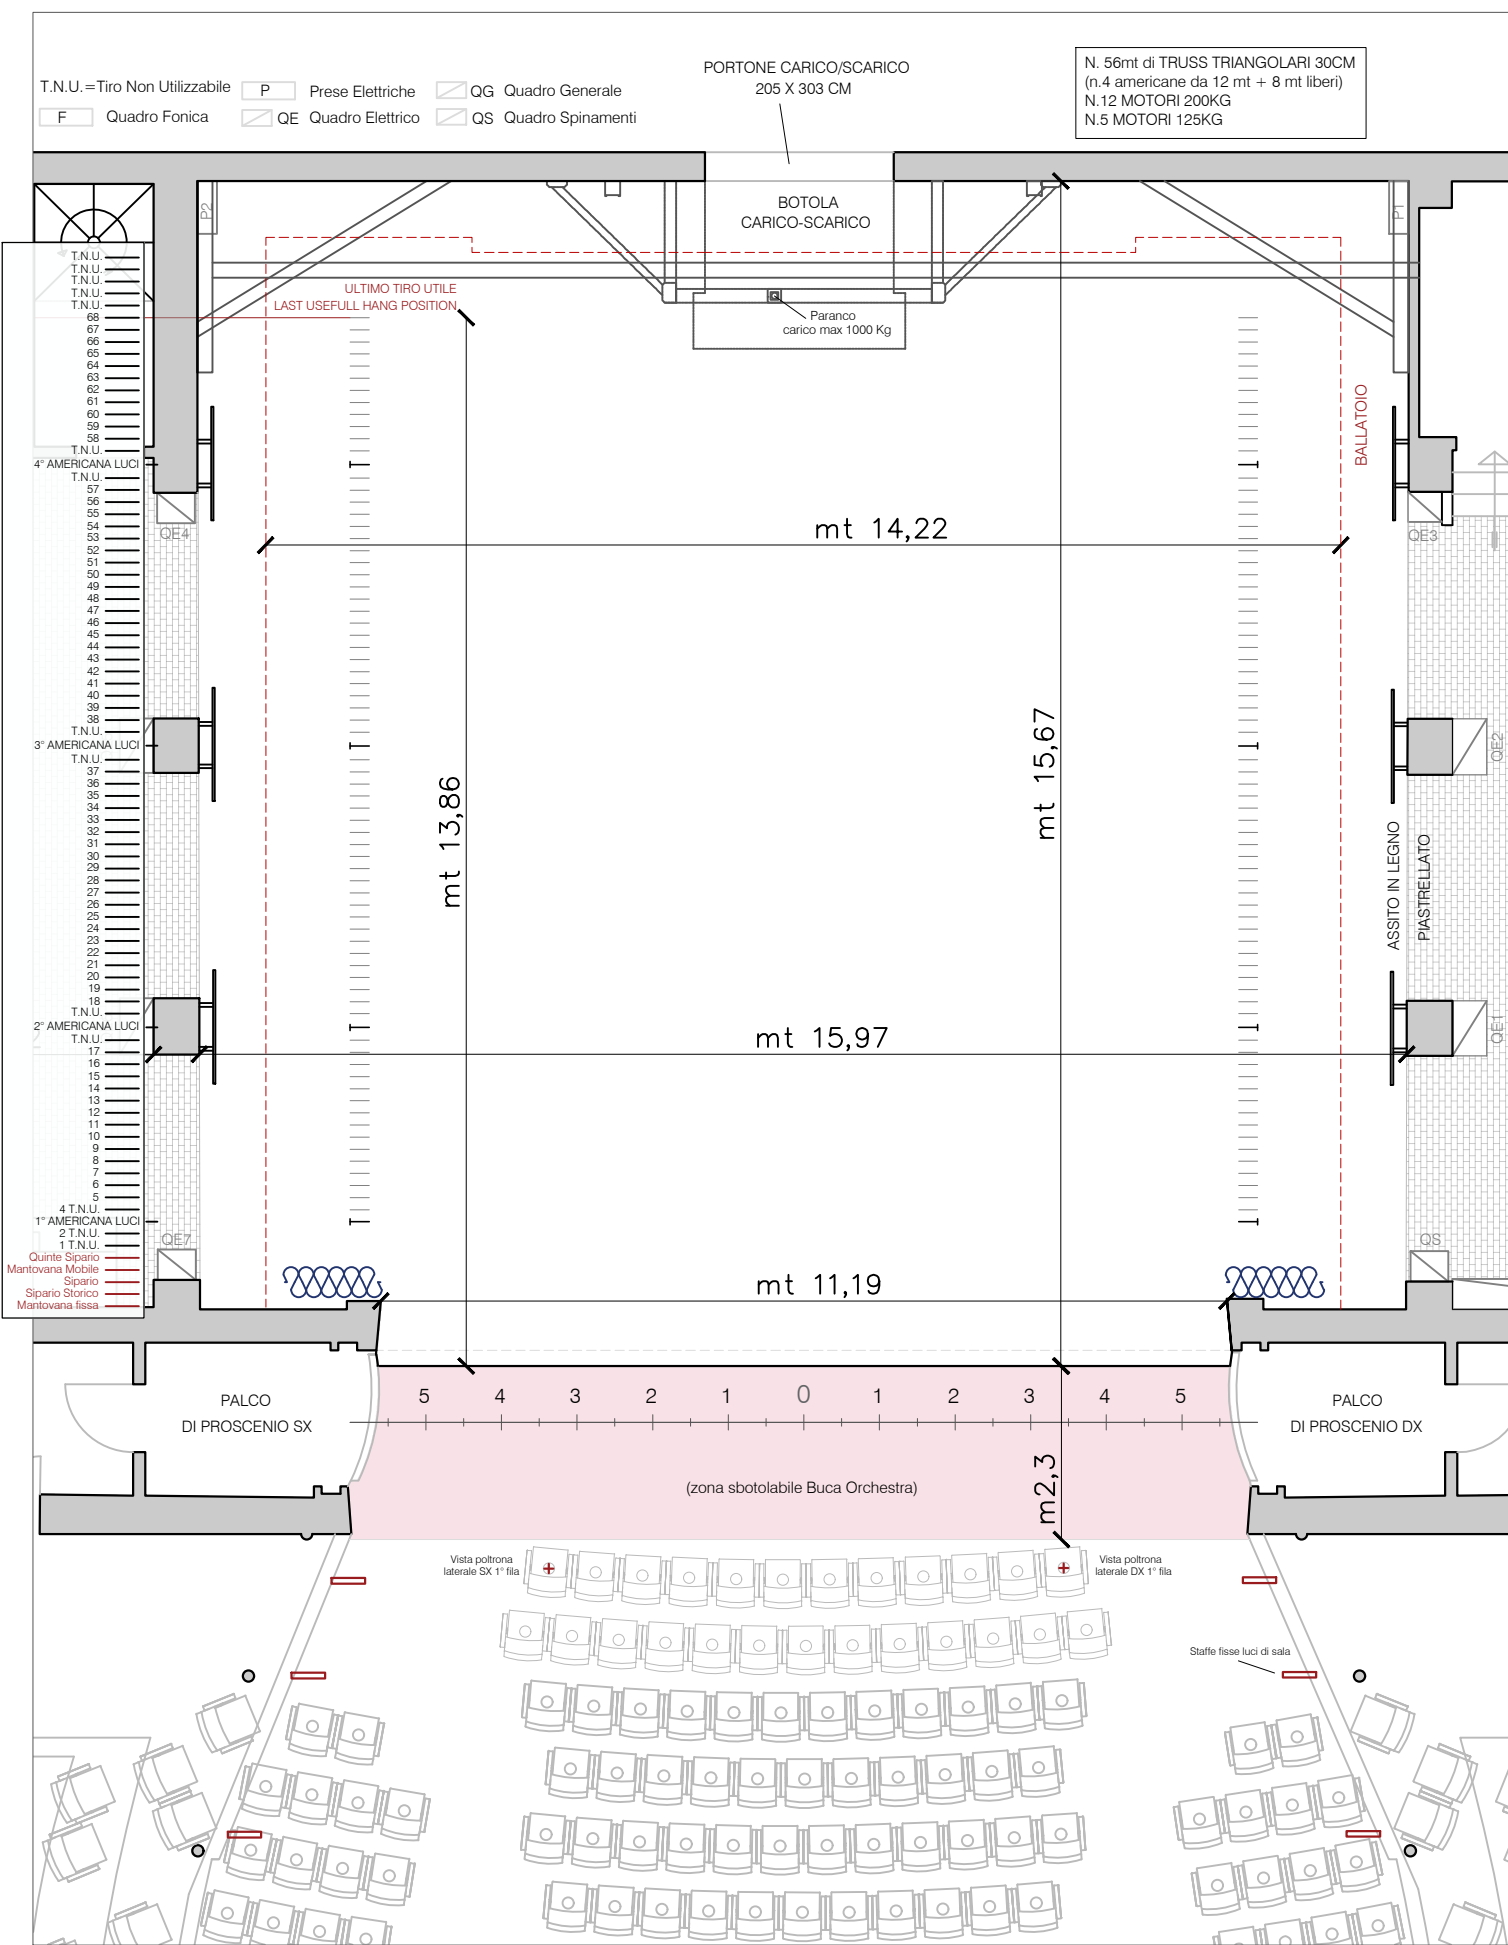 T.N.U.=Tiro Non Utilizzabile
P Prese Elettriche
QG Quadro Generale
F Quadro Fonica
QE Quadro Elettrico
QS Quadro Spinamenti
PORTONE CARICO/SCARICO
205 X 303 CM
N. 56mt di TRUSS TRIANGOLARI 30CM
(n.4 americane da 12 mt + 8 mt liberi)
N.12 MOTORI 200KG
N.5 MOTORI 125KG
P2
BOTOLA
CARICO-SCARICO
P1
T.N.U.
T.N.U.
T.N.U.
T.N.U.
T.N.U.
68
67
66
65
64
63
62
61
60
59
58
T.N.U.
4° AMERICANA LUCI
T.N.U.
57
56
55
54
53
52
51
50
49
48
47
46
45
44
43
42
41
40
39
38
T.N.U.
3° AMERICANA LUCI
T.N.U.
37
36
35
34
33
32
31
30
29
28
27
26
25
24
23
22
21
20
19
18
T.N.U.
2° AMERICANA LUCI
T.N.U.
17
16
15
14
13
12
11
10
9
8
7
6
5
4 T.N.U.
1° AMERICANA LUCI
2 T.N.U.
1 T.N.U.
Quinte Sipario
Mantovana Mobile
Sipario
Sipario Storico
Mantovana fissa
ULTIMO TIRO UTILE
LAST USEFULL HANG POSITION
Paranco
carico max 1000 Kg
BALLATOIO
QE4
mt 14,22
QE3
mt 13,86
mt 15,67
QE2
ASSITO IN LEGNO
PIASTRELLATO
mt 15,97
QE1
QE7
QS
mt 11,19
PALCO
DI PROSCENIO SX
5 4 3 2 1 0 1 2 3 4 5
PALCO
DI PROSCENIO DX
m2,3
(zona sbotolabile Buca Orchestra)
Vista poltrona
laterale SX 1° fila
Vista poltrona
laterale DX 1° fila
Staffe fisse luci di sala